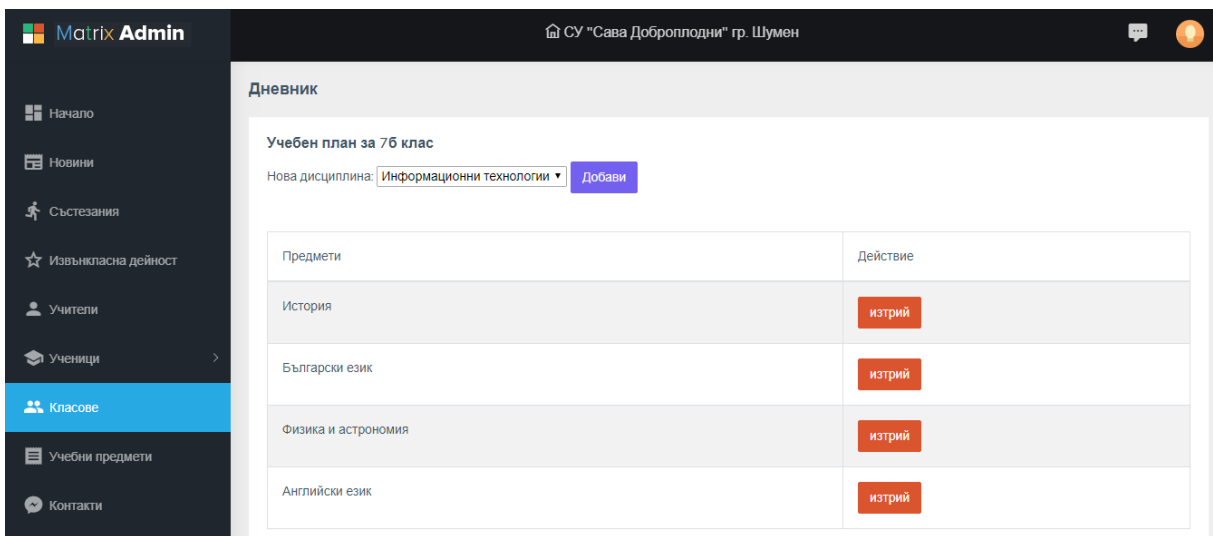 Matrix Admin
СУ "Сава Доброплодни" гр. Шумен
Начало
Новини
Състезания
Извънкласна дейност
Учители
Ученици
Класове
Учебни предмети
Контакти
Дневник
Учебен план за 7б клас
Нова дисциплина: Информационни технологии Добави
Предмети Действие
История изтрий
Български език изтрий
Физика и астрономия изтрий
Английски език изтрий